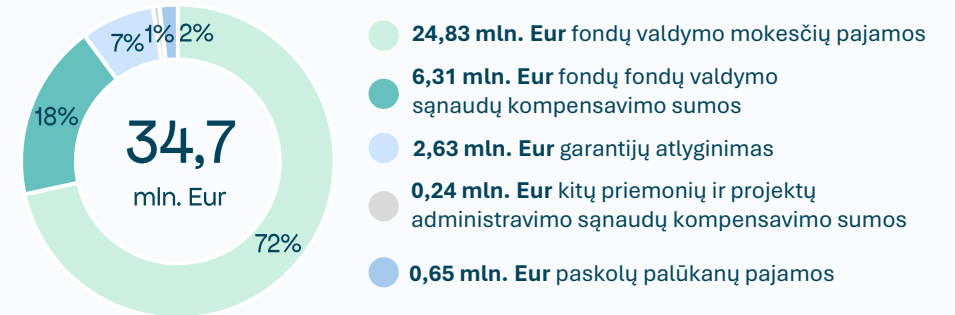 7%
1%
2%
18%
34,7
mln. Eur
72%
24,83 mln. Eur fondų valdymo mokesčių pajamos
6,31 mln. Eur fondų fondų valdymo
sąnaudų kompensavimo sumos
2,63 mln. Eur garantijų atlyginimas
0,24 mln. Eur kitų priemonių ir projektų
administravimo sąnaudų kompensavimo sumos
0,65 mln. Eur paskolų palūkanų pajamos